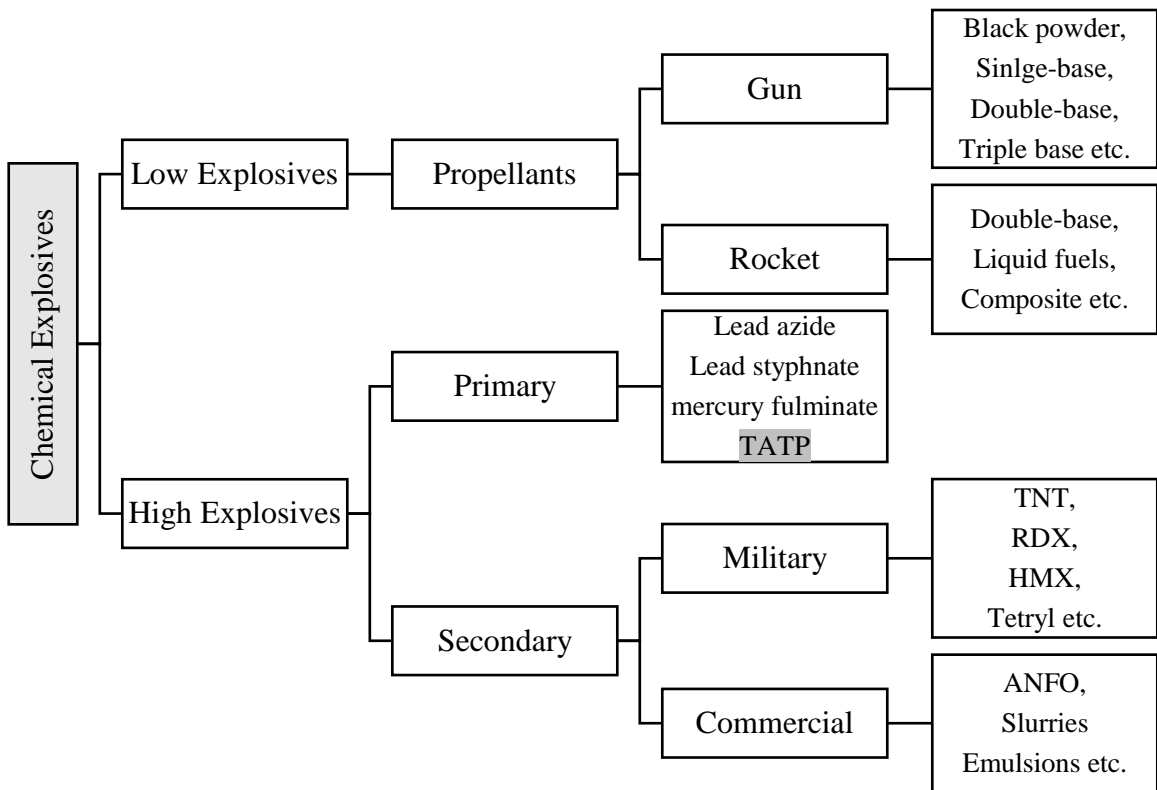 Chemical Explosives
Low Explosives
Propellants
Gun
Black powder,
Sinlge-base,
Double-base,
Triple base etc.
Rocket
Double-base,
Liquid fuels,
Composite etc.
High Explosives
Primary
Lead azide
Lead styphnate
mercury fulminate
TATP
Secondary
Military
TNT,
RDX,
HMX,
Tetryl etc.
Commercial
ANFO,
Slurries
Emulsions etc.